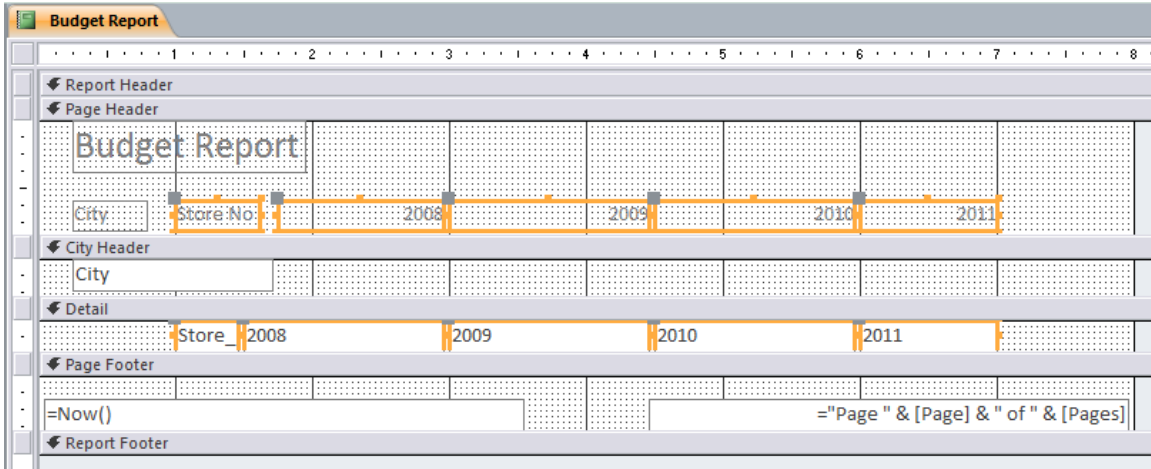 Budget Report
1 2 3 4 5 6 7 8
Report Header
Page Header
Budget Report
City Store No 2008 2009 2010 2011
City Header
City
Detail
Store_ 2008 2009 2010 2011
Page Footer
=Now() ="Page " & [Page] & " of " & [Pages]
Report Footer